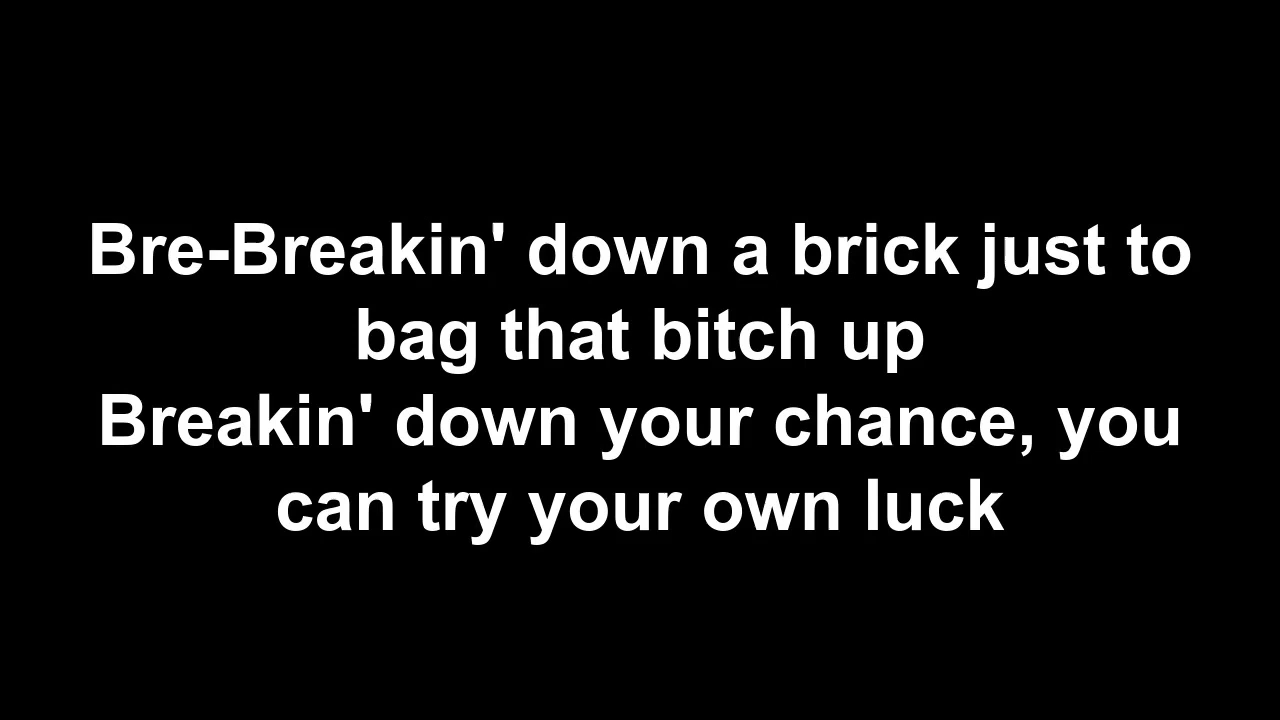 Bre-Breakin' down a brick just to
bag that bitch up
Breakin' down your chance, you
can try your own luck